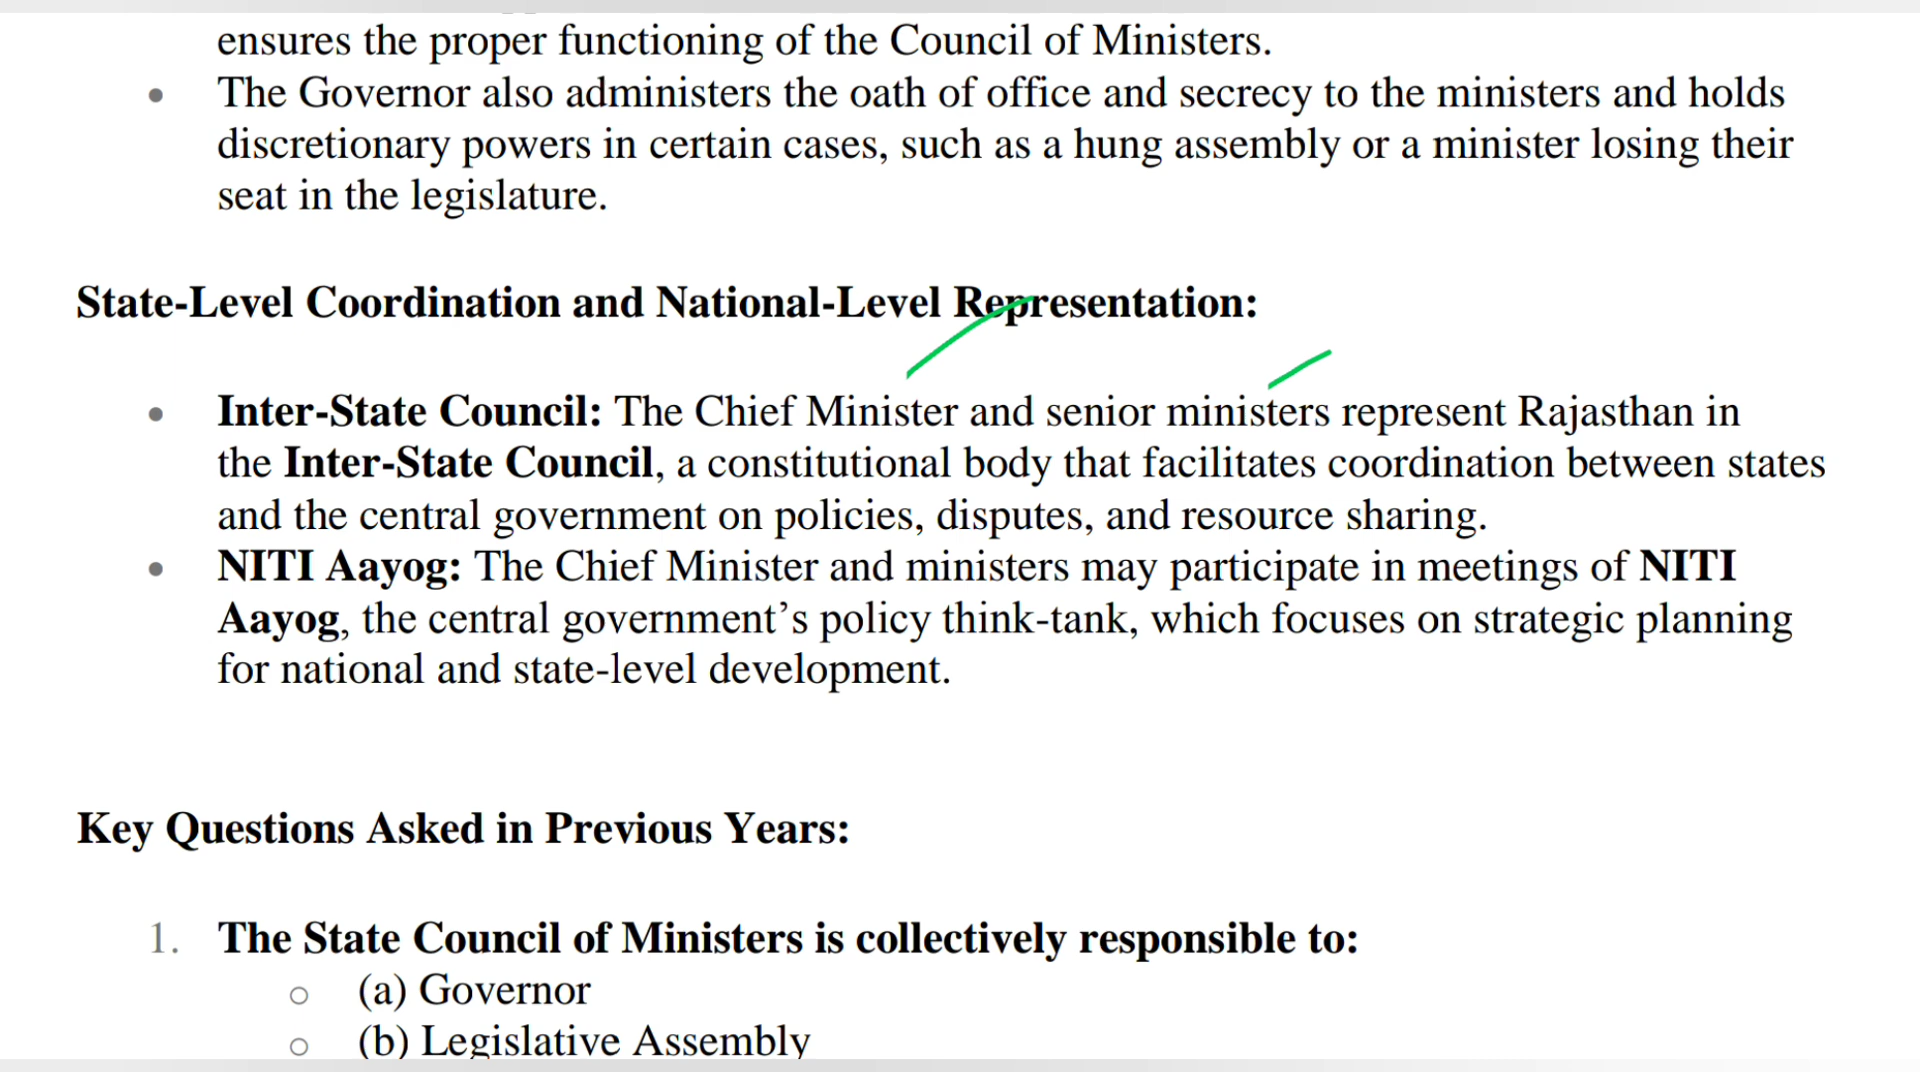 ensures the proper functioning of the Council of Ministers.
• The Governor also administers the oath of office and secrecy to the ministers and holds
discretionary powers in certain cases, such as a hung assembly or a minister losing their
seat in the legislature.
State-Level Coordination and National-Level Representation:
• Inter-State Council: The Chief Minister and senior ministers represent Rajasthan in
the Inter-State Council, a constitutional body that facilitates coordination between states
and the central government on policies, disputes, and resource sharing.
• NITI Aayog: The Chief Minister and ministers may participate in meetings of NITI
Aayog, the central government’s policy think-tank, which focuses on strategic planning
for national and state-level development.
Key Questions Asked in Previous Years:
1. The State Council of Ministers is collectively responsible to:
○ (a) Governor
○ (b) Legislative Assembly